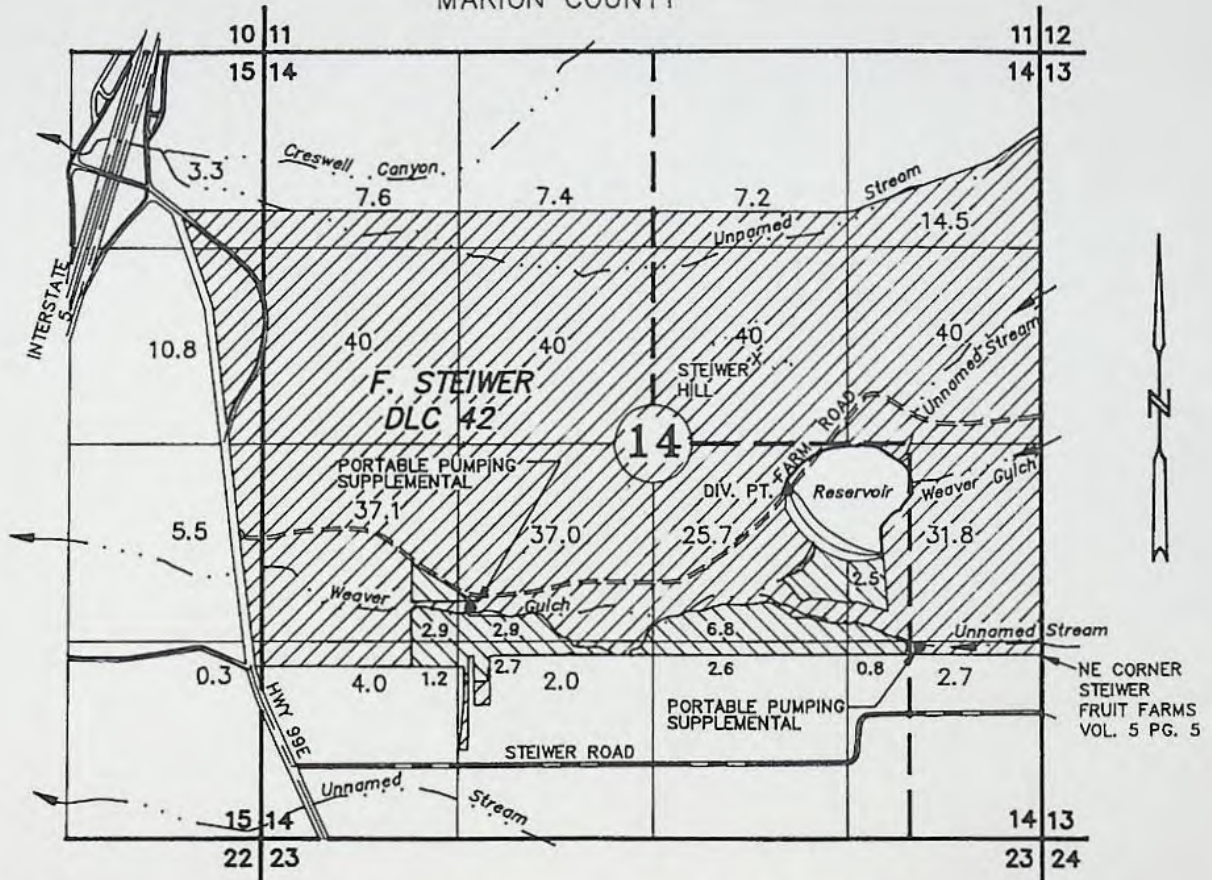 MARION COUNTY
10 11
15 14
11 12
14 13
Creswell Canyon
3.3
7.6
7.4
7.2
Stream
Unnamed
14.5
INTERSTATE 5
10.8
40
40
40
40
Unnamed Stream
F. STEIWER
DLC 42
STEIWER
HILL
14
FARM ROAD
PORTABLE PUMPING
SUPPLEMENTAL
DIV. PT.
Reservoir
Weaver Gulch
5.5
37.1
37.0
25.7
31.8
2.5
Weaver Gulch
2.9
2.9
6.8
Unnamed Stream
0.3
4.0
1.2
2.7
2.0
2.6
0.8
2.7
NE CORNER
STEIWER
FRUIT FARMS
VOL. 5 PG. 5
HWY 99E
PORTABLE PUMPING
SUPPLEMENTAL
STEIWER ROAD
Unnamed Stream
15 14
22 23
14 13
23 24
N